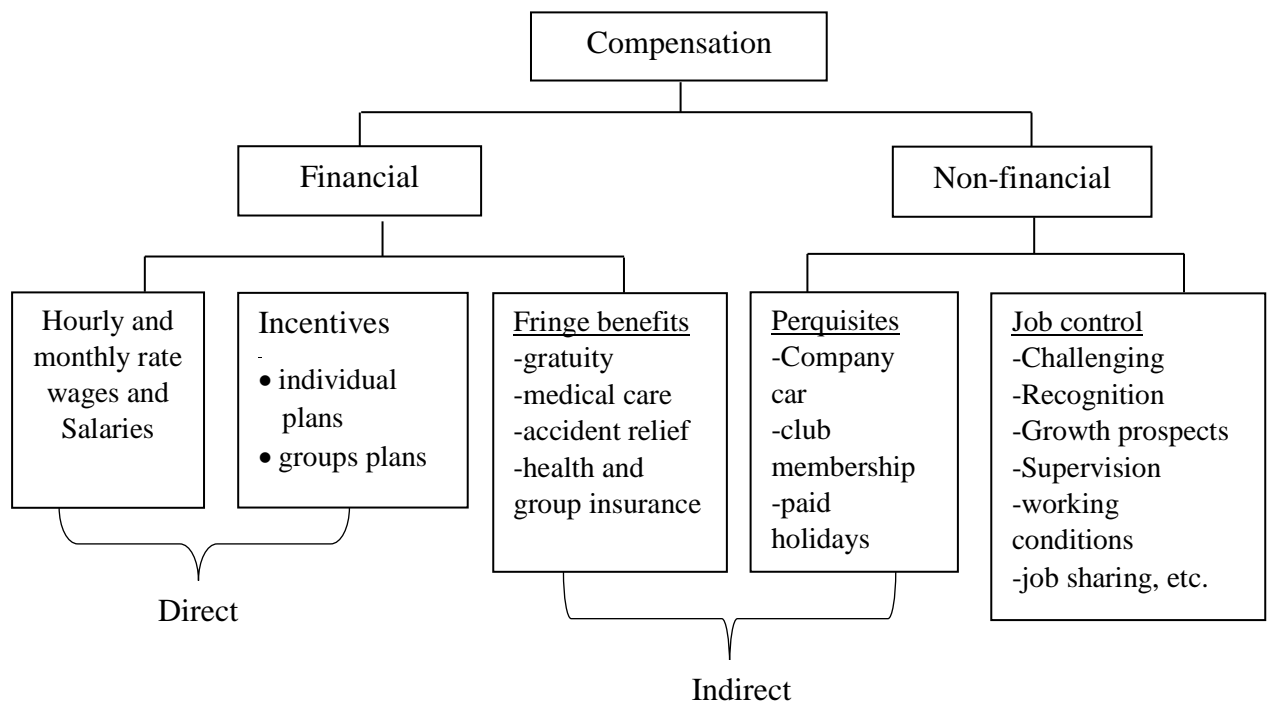 Compensation
Financial
Non-financial
Hourly and
monthly rate
wages and
Salaries
Incentives
-
• individual
plans
• groups plans
Fringe benefits
-gratuity
-medical care
-accident relief
-health and
group insurance
Perquisites
-Company
car
-club
membership
-paid
holidays
Job control
-Challenging
-Recognition
-Growth prospects
-Supervision
-working
conditions
-job sharing, etc.
Direct
Indirect